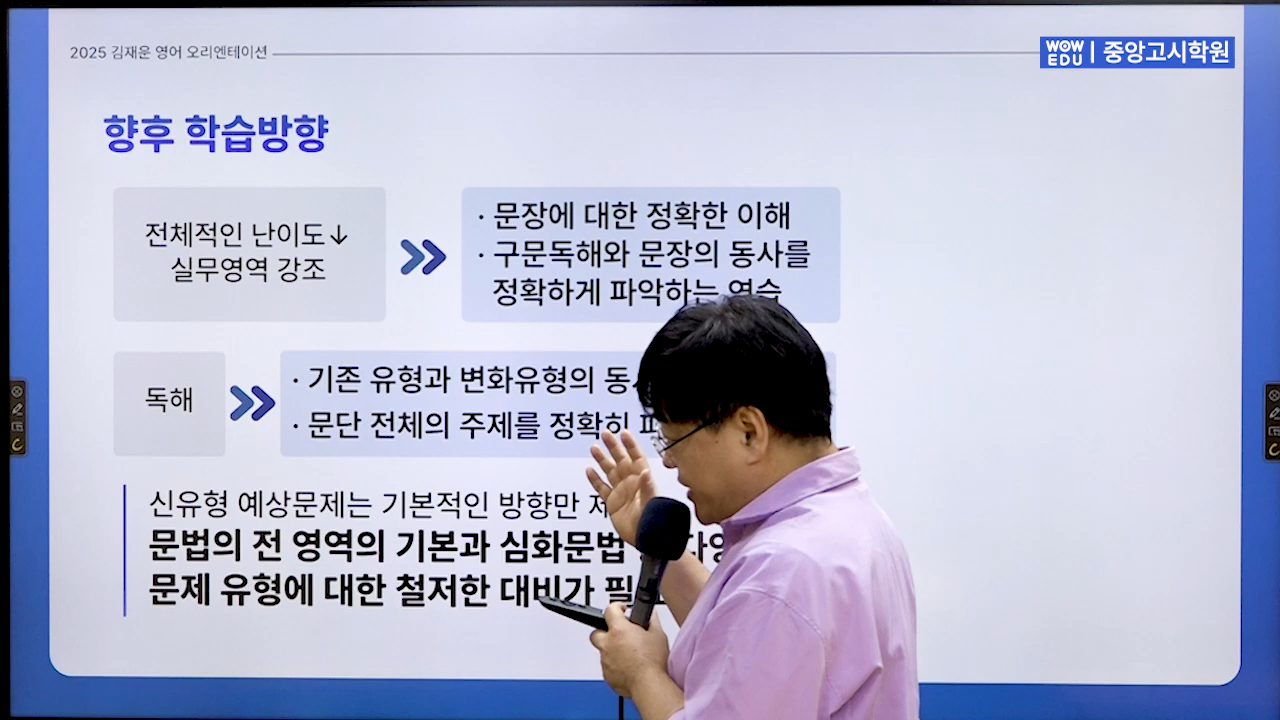 2025 김재운 영어 오리엔테이션
WOW EDU | 중앙고시학원
향후 학습방향
전체적인 난이도↓
실무영역 강조
· 문장에 대한 정확한 이해
· 구문독해와 문장의 동사를
정확하게 파악하는 연습
독해
· 기존 유형과 변화유형의
· 문단 전체의 주제를 정확히
신유형 예상문제는 기본적인 방향만
문법의 전 영역의 기본과 심화문법
문제 유형에 대한 철저한 대비가